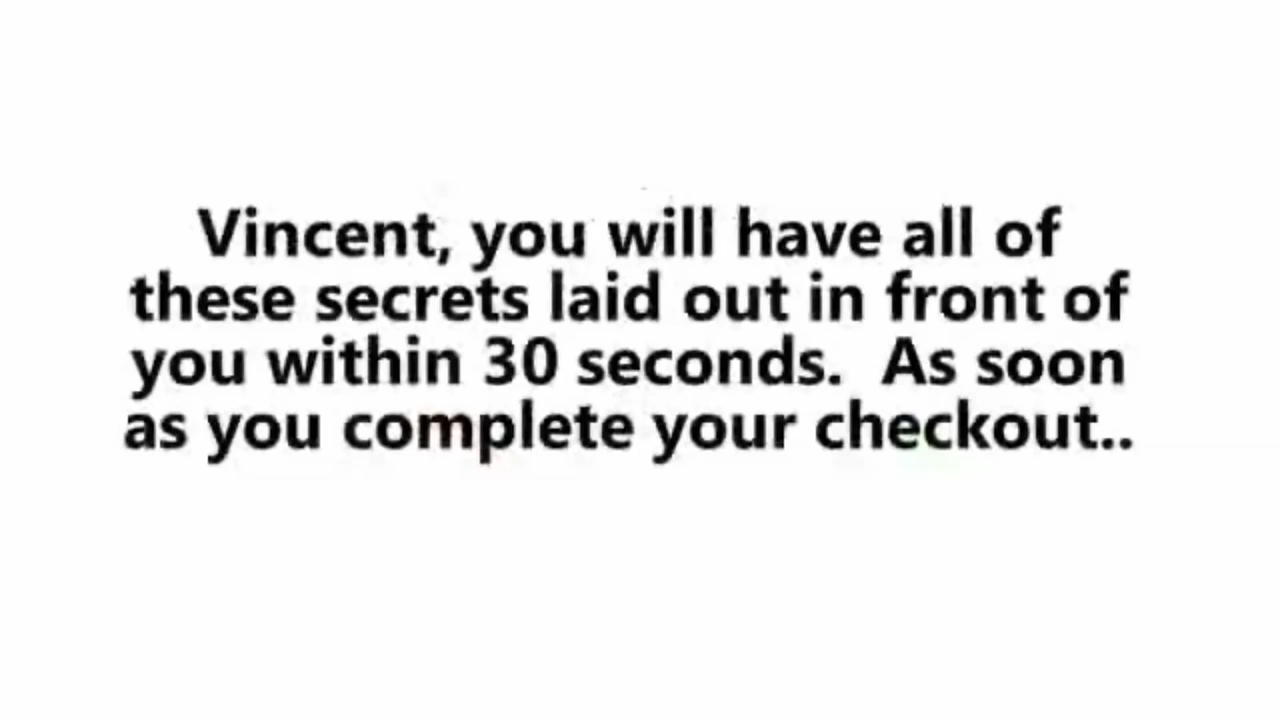 Vincent, you will have all of
these secrets laid out in front of
you within 30 seconds.  As soon
as you complete your checkout..